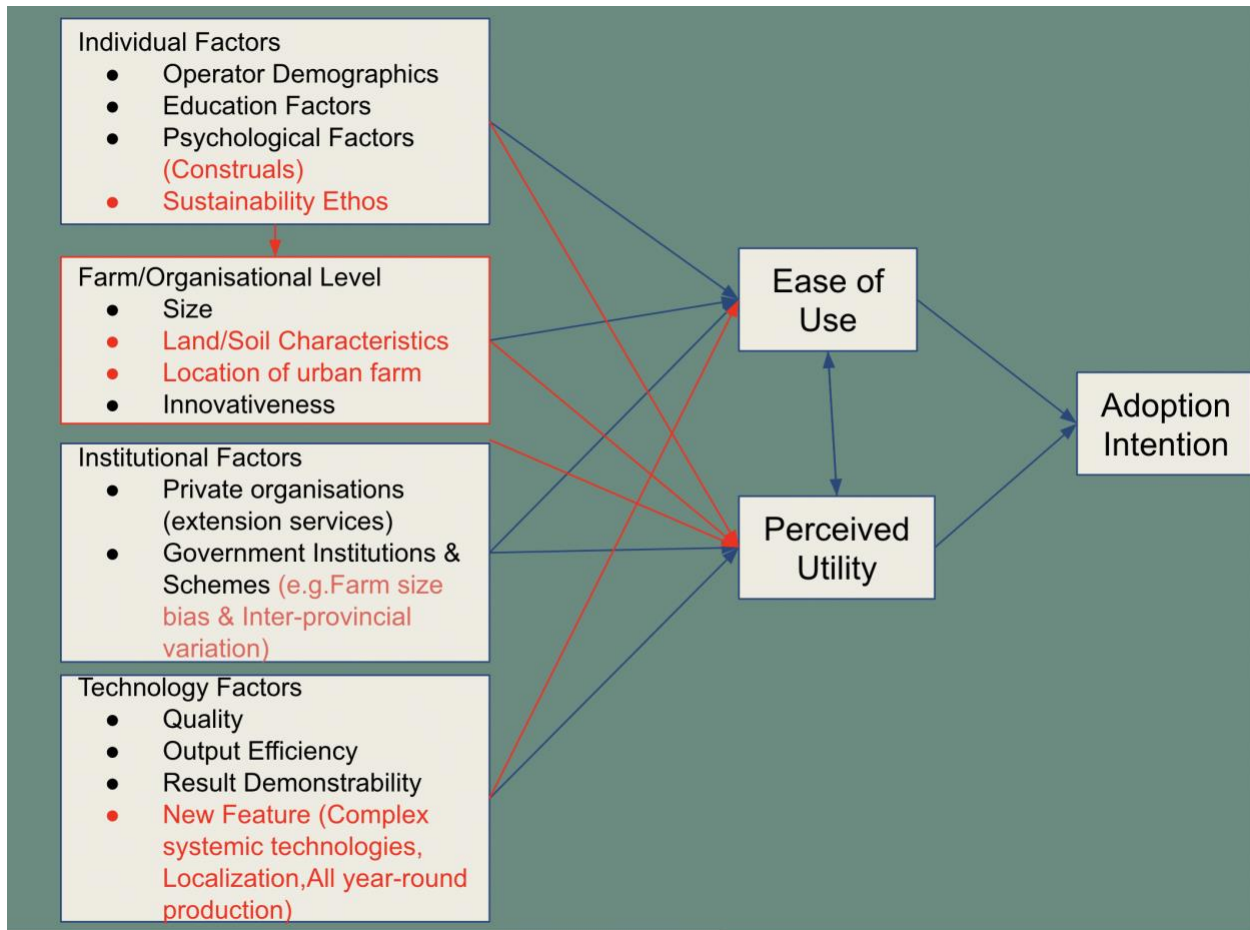 Individual Factors
● Operator Demographics
● Education Factors
● Psychological Factors
(Construals)
● Sustainability Ethos
Farm/Organisational Level
● Size
● Land/Soil Characteristics
● Location of urban farm
● Innovativeness
Institutional Factors
● Private organisations
(extension services)
● Government Institutions &
Schemes (e.g.Farm size
bias & Inter-provincial
variation)
Technology Factors
● Quality
● Output Efficiency
● Result Demonstrability
● New Feature (Complex
systemic technologies,
Localization,All year-round
production)
Ease of
Use
Perceived
Utility
Adoption
Intention